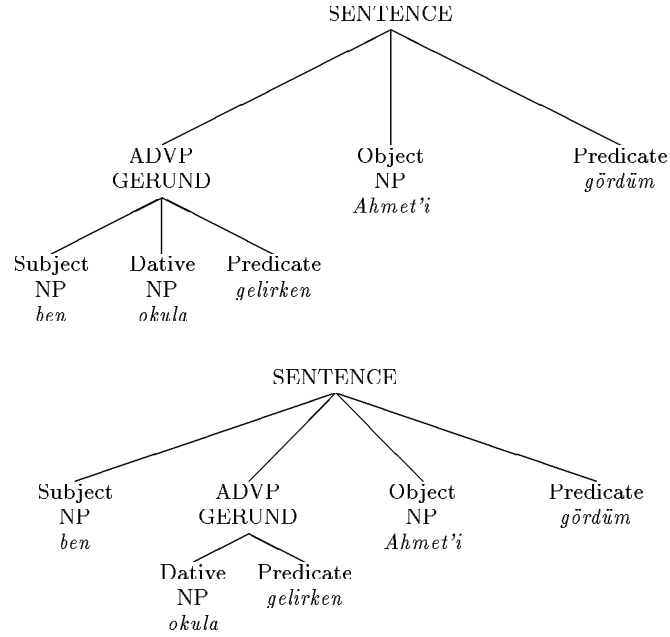 SENTENCE
ADVP Object Predicate
GERUND NP gördüm
Ahmet'i
Subject Dative Predicate
NP NP gelirken
ben okula
SENTENCE
Subject ADVP Object Predicate
NP GERUND NP gördüm
ben Ahmet'i
Dative Predicate
NP gelirken
okula